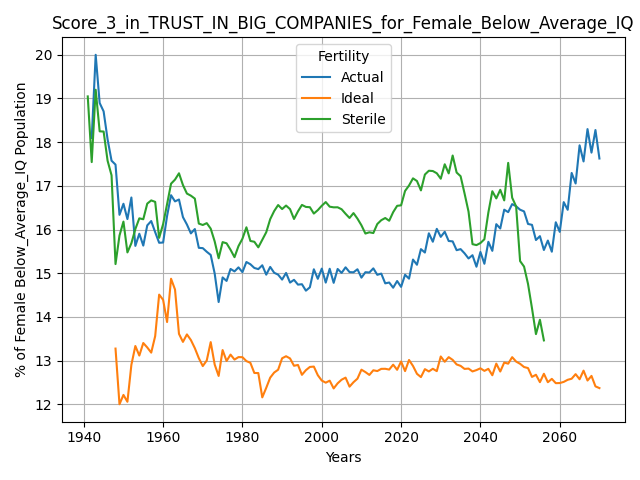 Score_3_in_TRUST_IN_BIG_COMPANIES_for_Female_Below_Average_IQ
Fertility
Actual
Ideal
Sterile
% of Female Below_Average_IQ Population
20
19
18
17
16
15
14
13
12
1940 1960 1980 2000 2020 2040 2060
Years